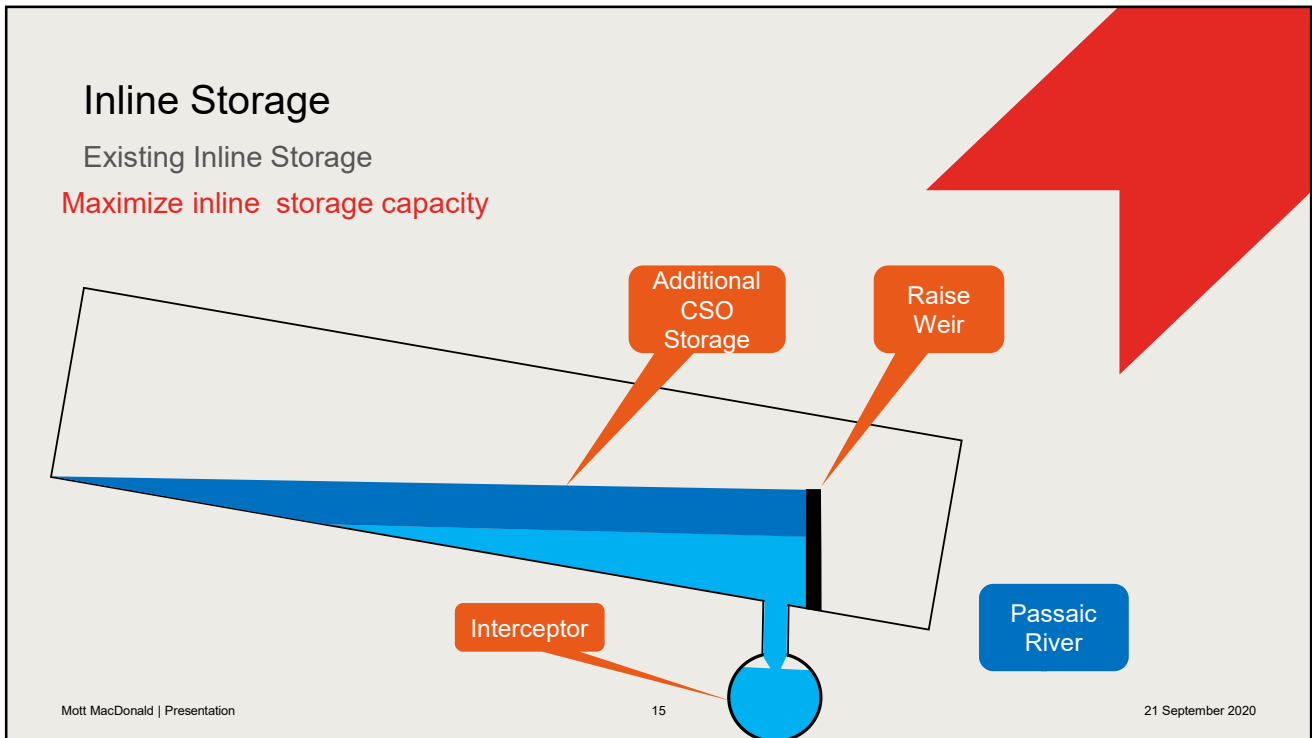 Inline Storage
Existing Inline Storage
Maximize inline  storage capacity
Additional
CSO
Storage
Raise
Weir
Interceptor
Passaic
River
Mott MacDonald | Presentation
15
21 September 2020